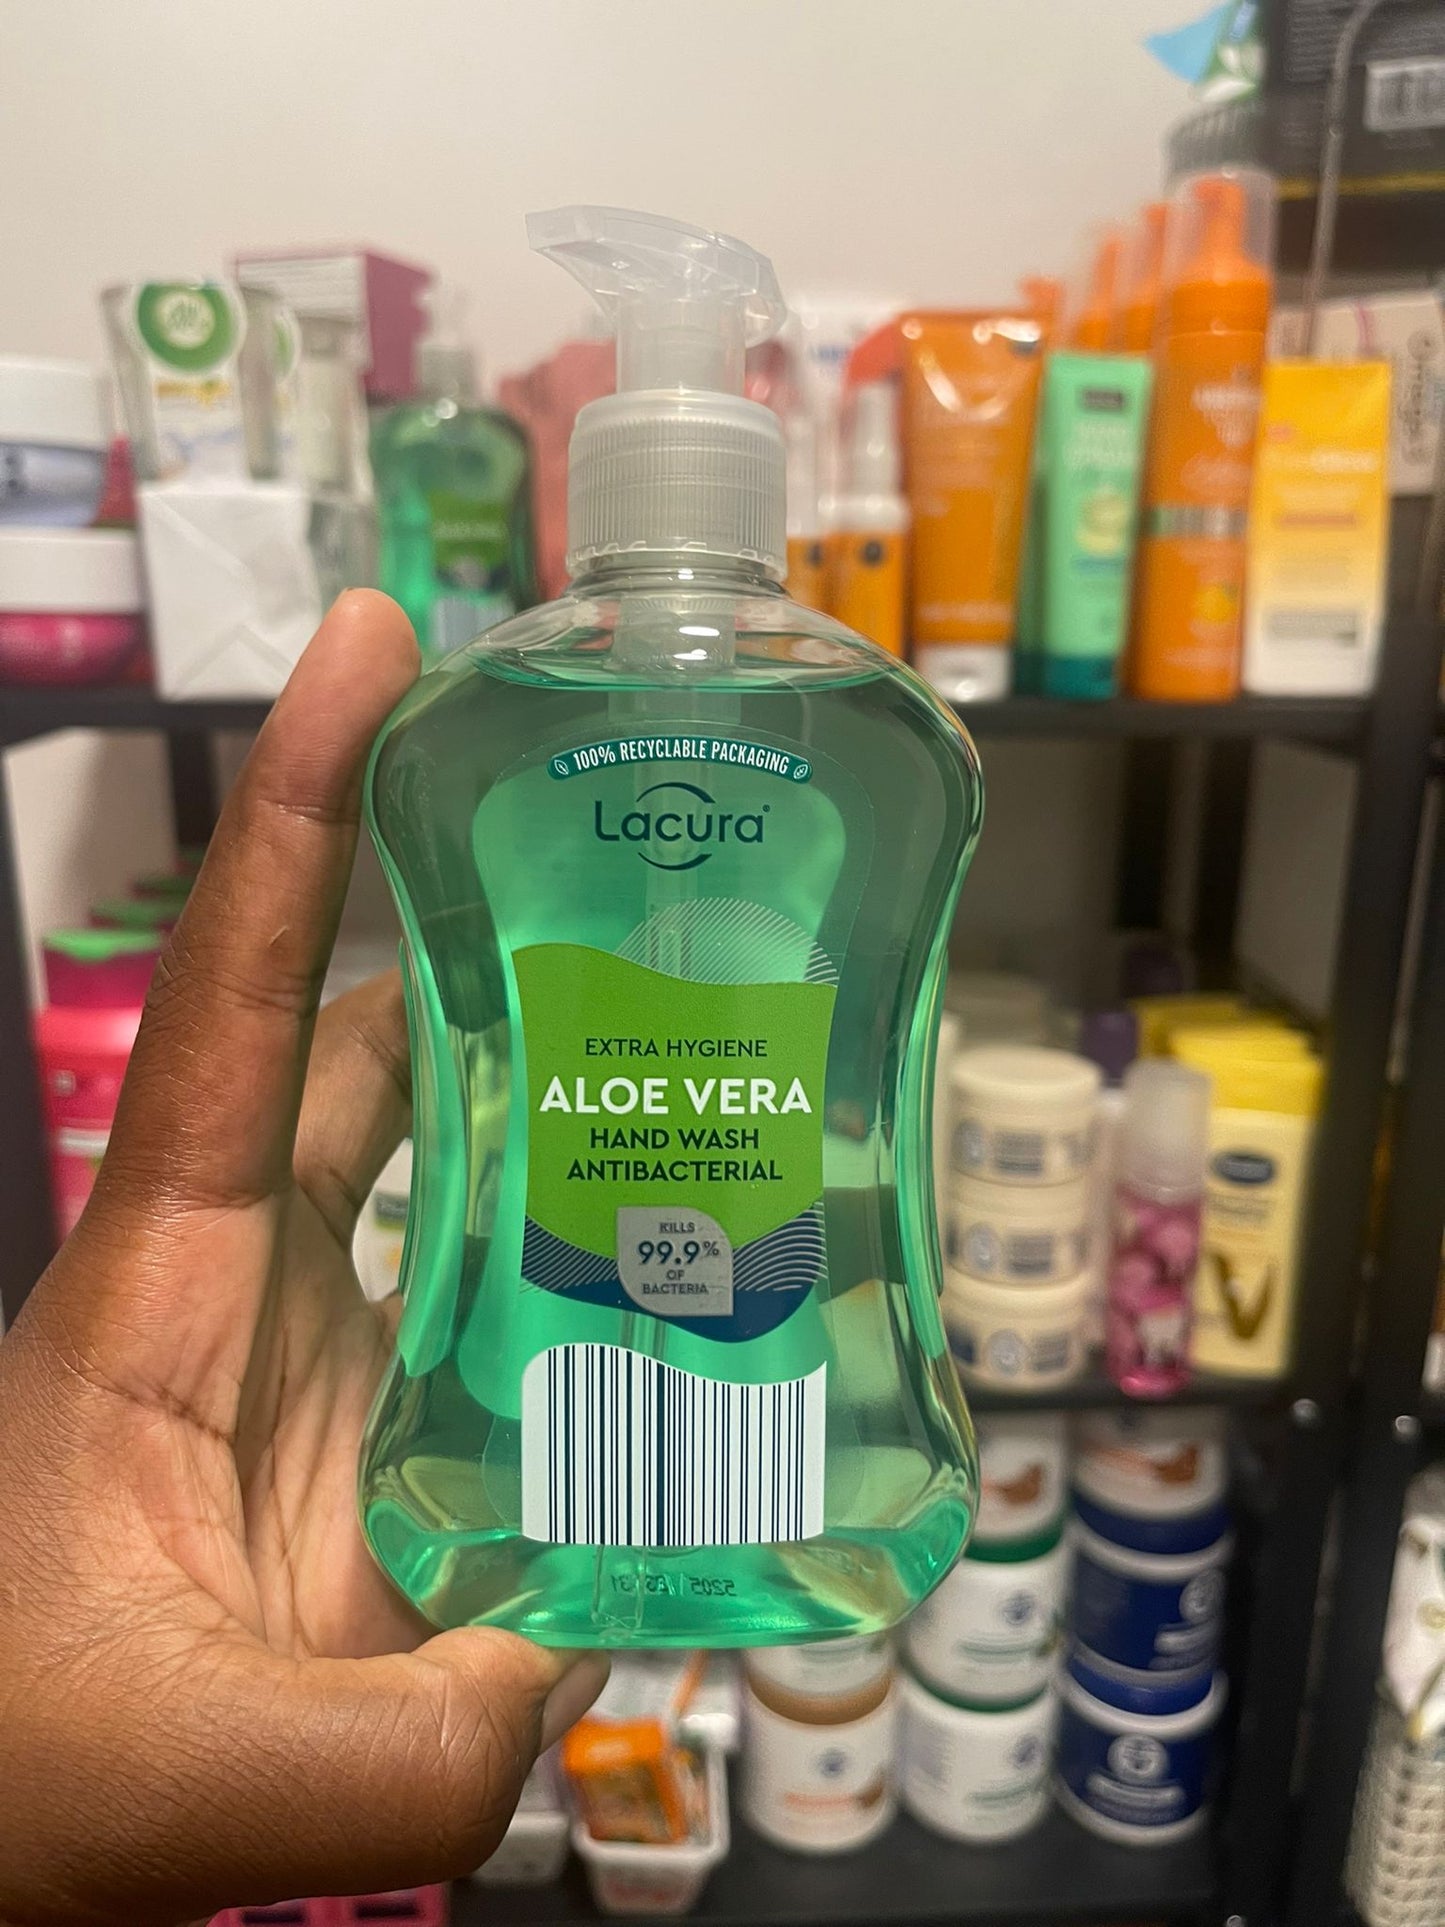 100% RECYCLABLE PACKAGING
Lacura®
EXTRA HYGIENE
ALOE VERA
HAND WASH
ANTIBACTERIAL
KILLS
99.9%
OF
BACTERIA